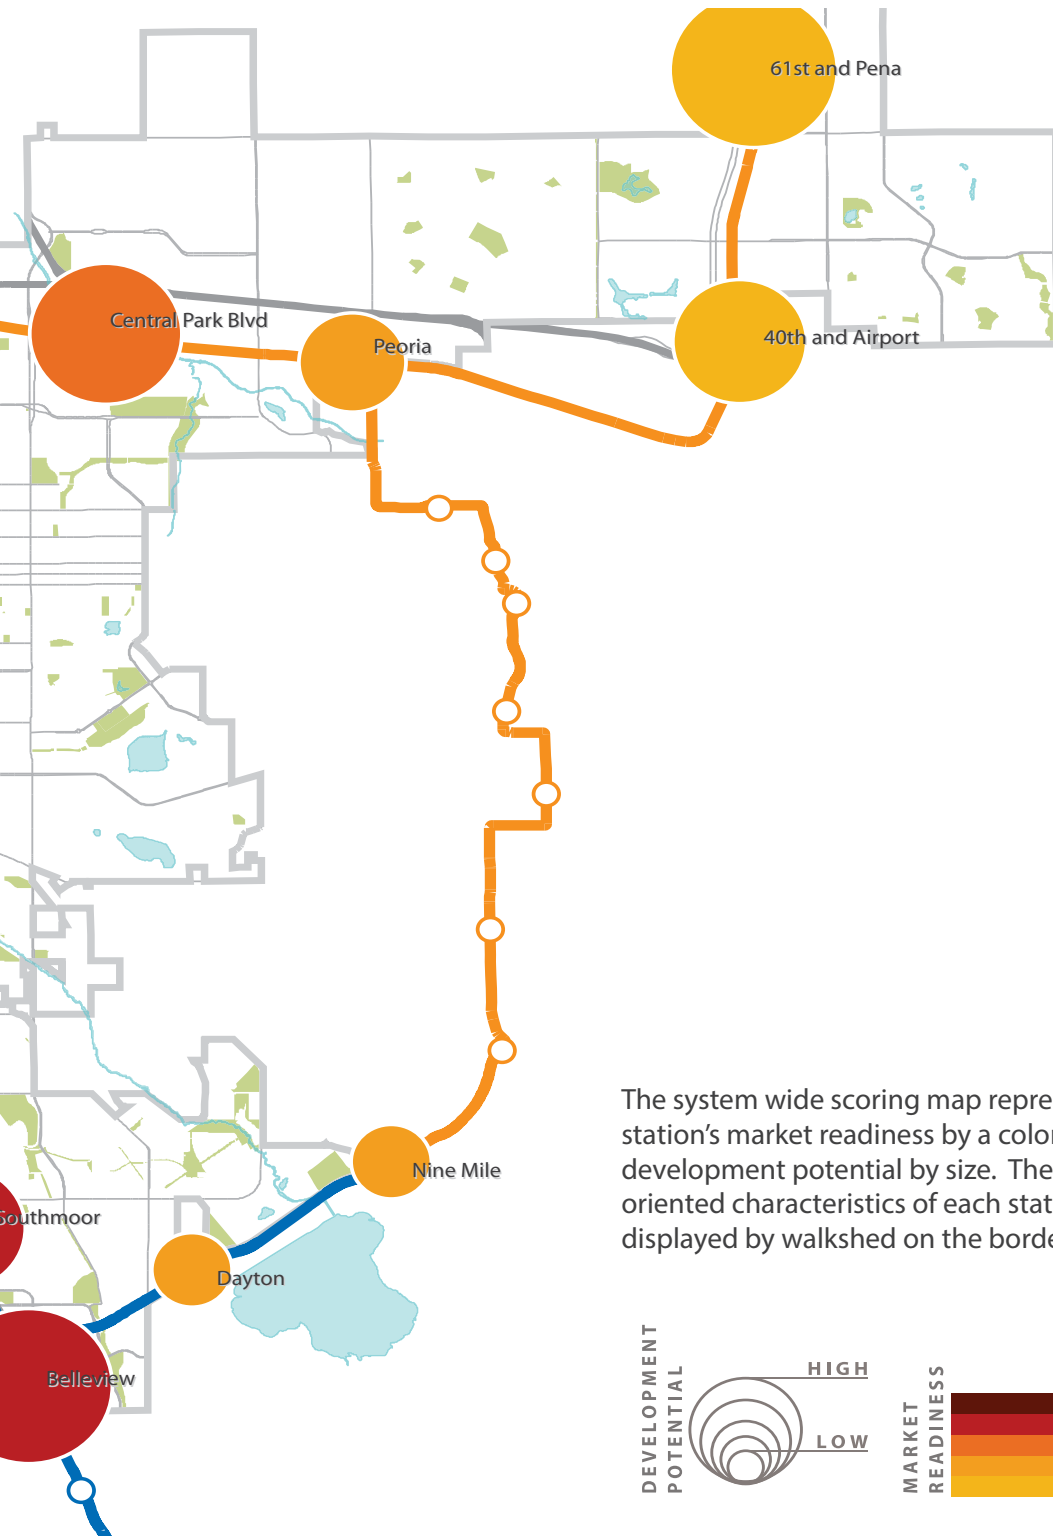 61st and Pena
Central Park Blvd
Peoria
40th and Airport
Nine Mile
Southmoor
Dayton
Belleview
The system wide scoring map repre
station's market readiness by a color
development potential by size. The
oriented characteristics of each stat
displayed by walkshed on the borde
DEVELOPMENT
POTENTIAL
HIGH
LOW
MARKET
READINESS